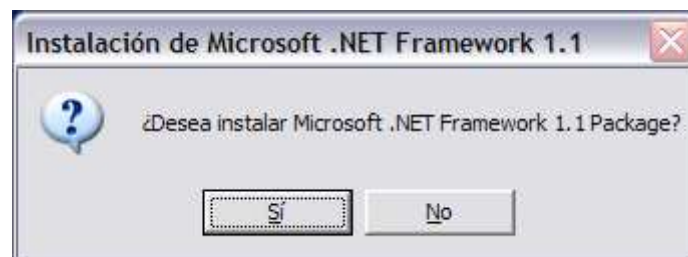 Instalación de Microsoft .NET Framework 1.1
¿Desea instalar Microsoft .NET Framework 1.1 Package?
Sí
No